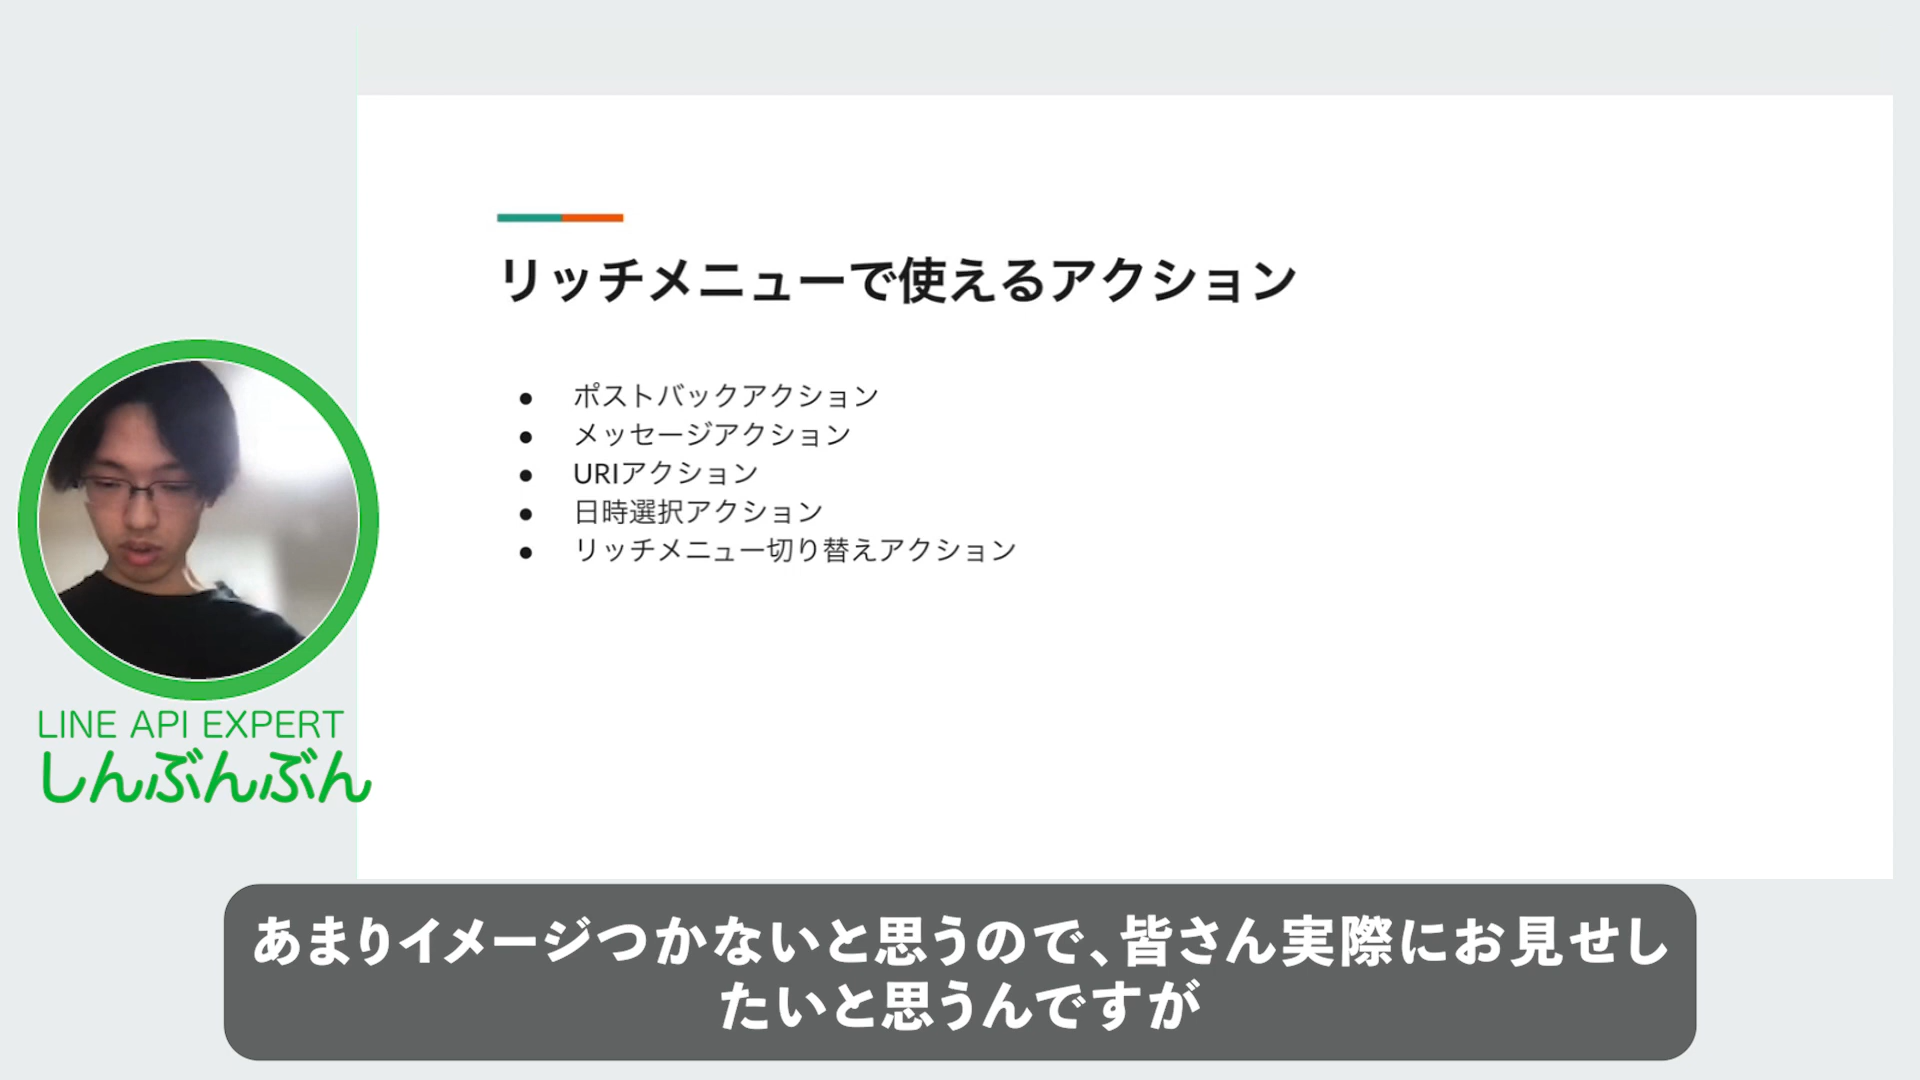 リッチメニューで使えるアクション
● ポストバックアクション
● メッセージアクション
● URIアクション
● 日時選択アクション
● リッチメニュー切り替えアクション
LINE API EXPERT
しんぶんぶん
あまりイメージつかないと思うので、皆さん実際にお見せし
たいと思うんですが